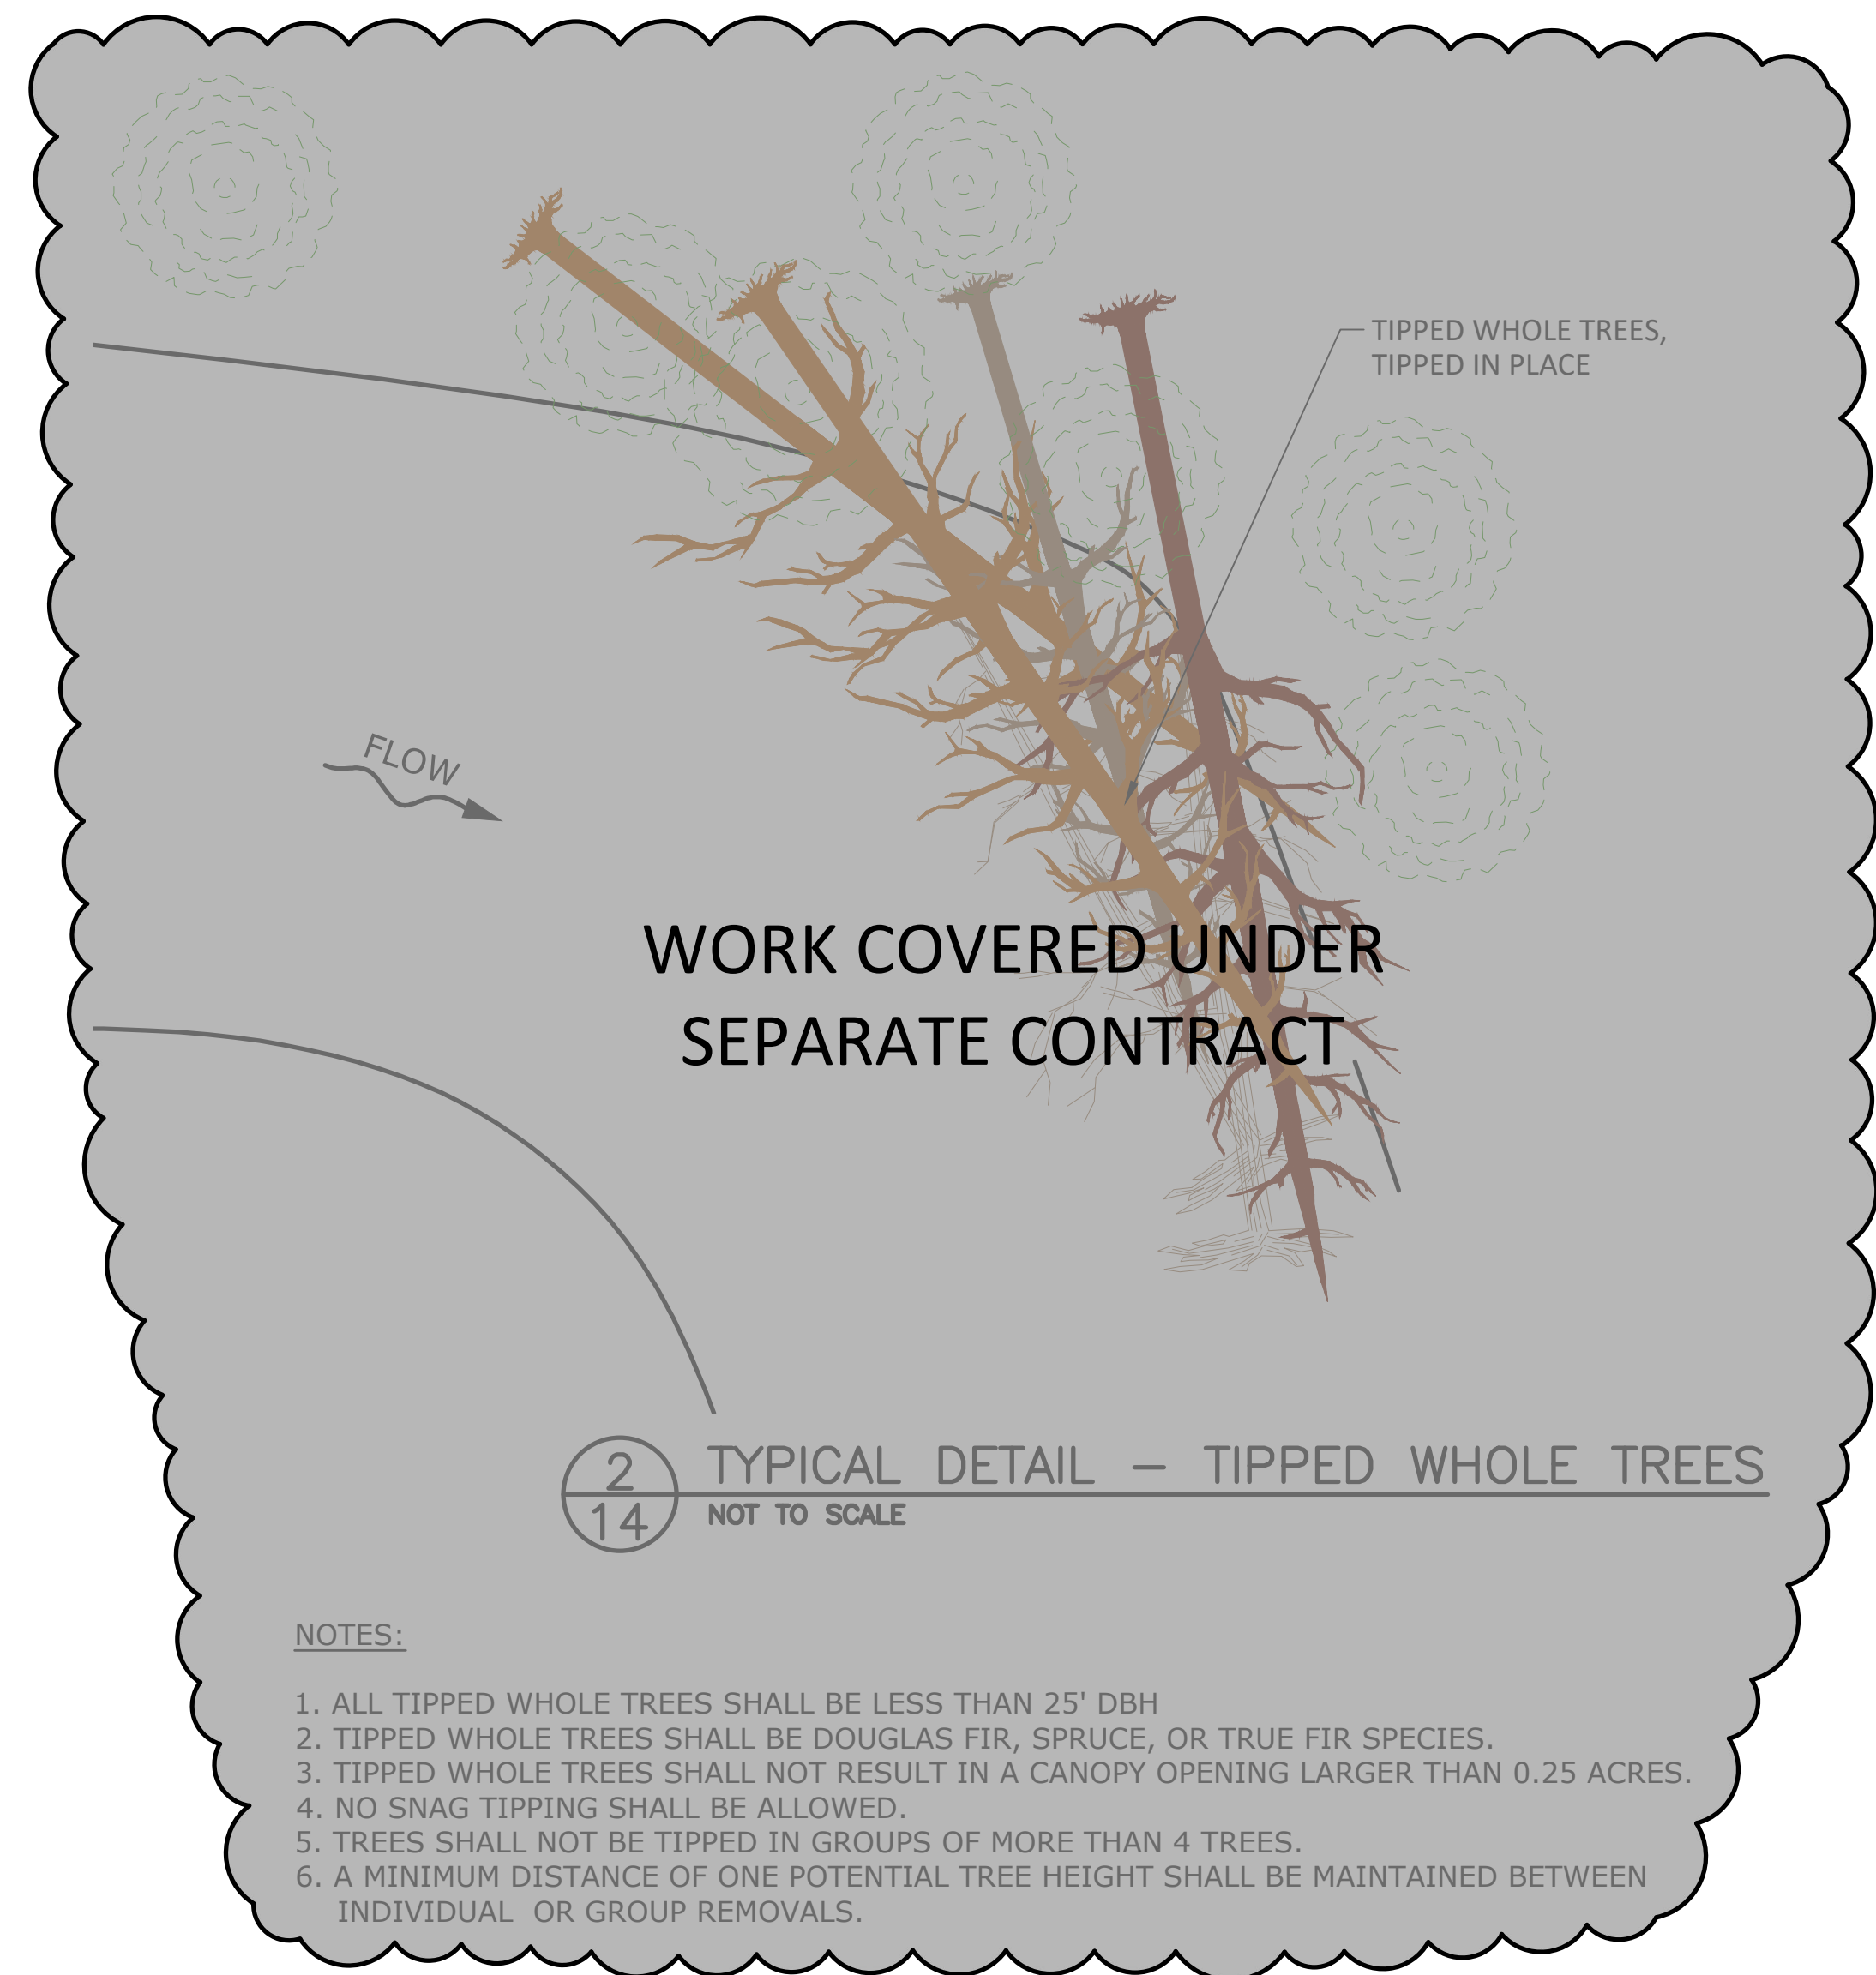 TIPPED WHOLE TREES,
TIPPED IN PLACE
FLOW
WORK COVERED UNDER
SEPARATE CONTRACT
2
14
TYPICAL DETAIL – TIPPED WHOLE TREES
NOT TO SCALE
NOTES:
1. ALL TIPPED WHOLE TREES SHALL BE LESS THAN 25' DBH
2. TIPPED WHOLE TREES SHALL BE DOUGLAS FIR, SPRUCE, OR TRUE FIR SPECIES.
3. TIPPED WHOLE TREES SHALL NOT RESULT IN A CANOPY OPENING LARGER THAN 0.25 ACRES.
4. NO SNAG TIPPING SHALL BE ALLOWED.
5. TREES SHALL NOT BE TIPPED IN GROUPS OF MORE THAN 4 TREES.
6. A MINIMUM DISTANCE OF ONE POTENTIAL TREE HEIGHT SHALL BE MAINTAINED BETWEEN
INDIVIDUAL OR GROUP REMOVALS.